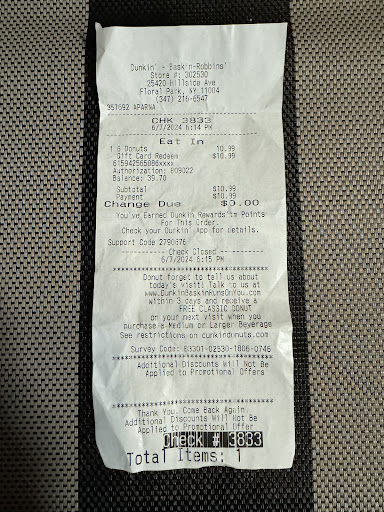 Dunkin' - Baskin-Robbins'
Store #: 302530
25420 Hillside Ave
Floral Park, NY 11004
(347) 216-6547
357692 APARNA
CHK 3833
6/7/2024 6:14 PM
Eat In
1 6 Donuts 10.99
Gift Card Redeem $10.99
615942565086xxxx
Authorization: 809022
Balance: 39.70
Subtotal $10.99
Payment $10.99
Change Due $0.00
You've Earned Dunkin Rewards'tm Points
For This Order.
Check your Dunkin' App for Details.
Support Code 2790876
---------- Check Closed ----------
6/7/2024 6:15 PM
**************************************
Donut forget to tell us about
today's visit! Talk to us at
www.DunkinBaskinRunsOnYou.com
within 3 days and receive a
FREE CLASSIC DONUT
on your next visit when you
purchase a Medium or Larger Beverage
See restrictions on dunkindonuts.com
Survey Code: 83301-02530-1806-0746
**************************************
Additional Discounts Will Not Be
Applied to Promotional Offers
**************************************
Thank You, Come Back Again.
Additional Discounts Will Not Be
Applied to Promotional Offer
Check # 3833
Total Items: 1